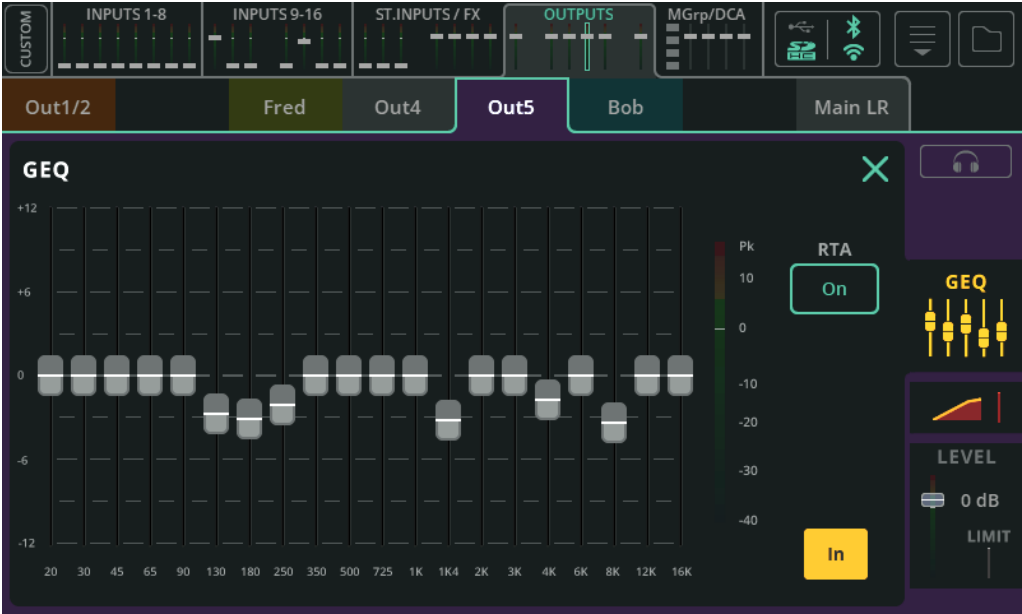 CUSTOM
INPUTS 1-8
INPUTS 9-16
ST.INPUTS / FX
OUTPUTS
MGrp/DCA
Out1/2
Fred
Out4
Out5
Bob
Main LR
GEQ
+12
+6
0
-6
-12
20 30 45 65 90 130 180 250 350 500 725 1K 1K4 2K 3K 4K 6K 8K 12K 16K
Pk
10
0
-10
-20
-30
-40
RTA
On
In
GEQ
LEVEL
0 dB
LIMIT